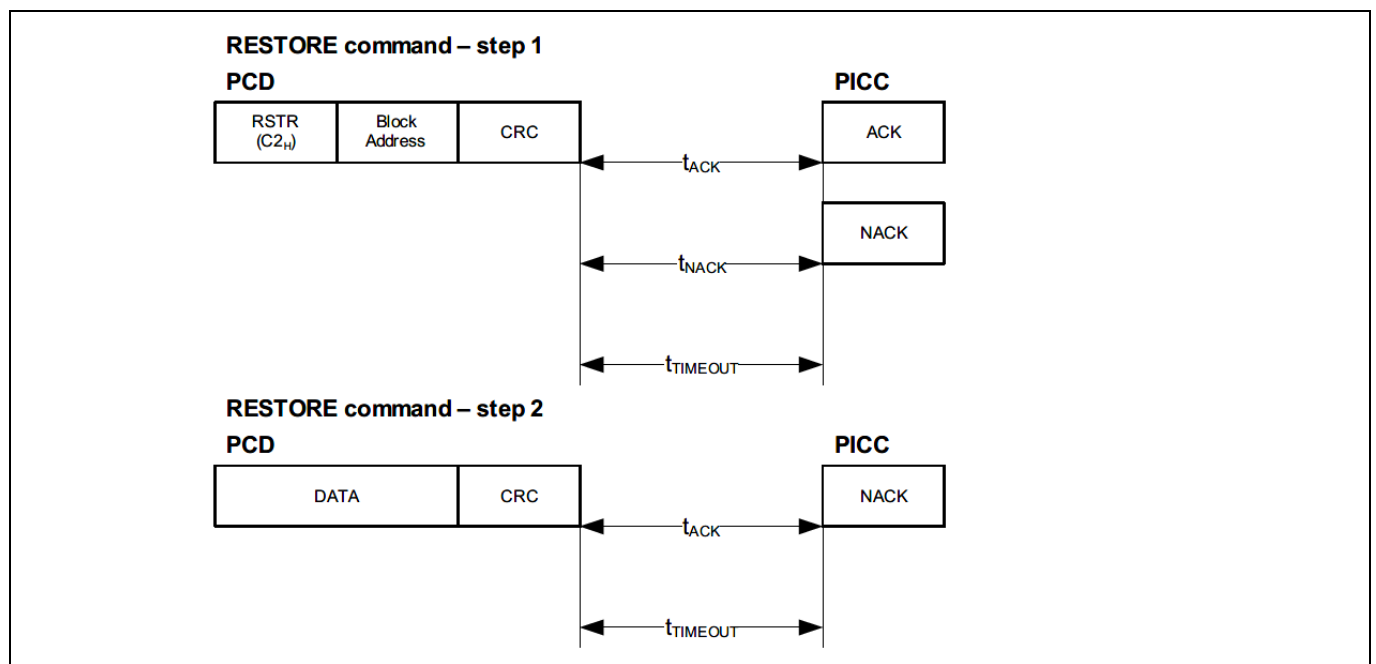 RESTORE command – step 1
PCD PICC
RSTR
(C2H)
Block
Address
CRC
ACK
tACK
NACK
tNACK
tTIMEOUT
RESTORE command – step 2
PCD PICC
DATA
CRC
NACK
tACK
tTIMEOUT